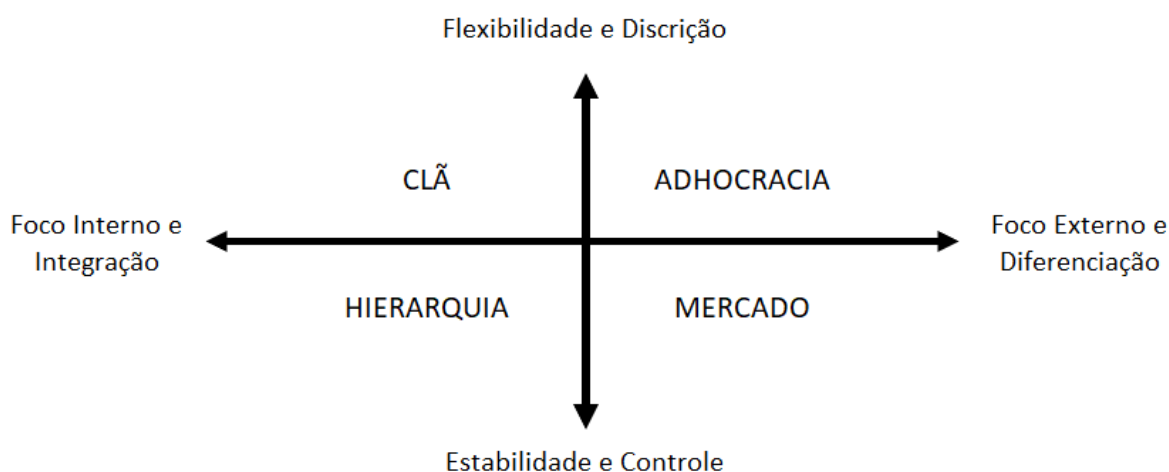 Flexibilidade e Discrição
CLÃ
ADHOCRACIA
Foco Interno e
Integração
Foco Externo e
Diferenciação
HIERARQUIA
MERCADO
Estabilidade e Controle